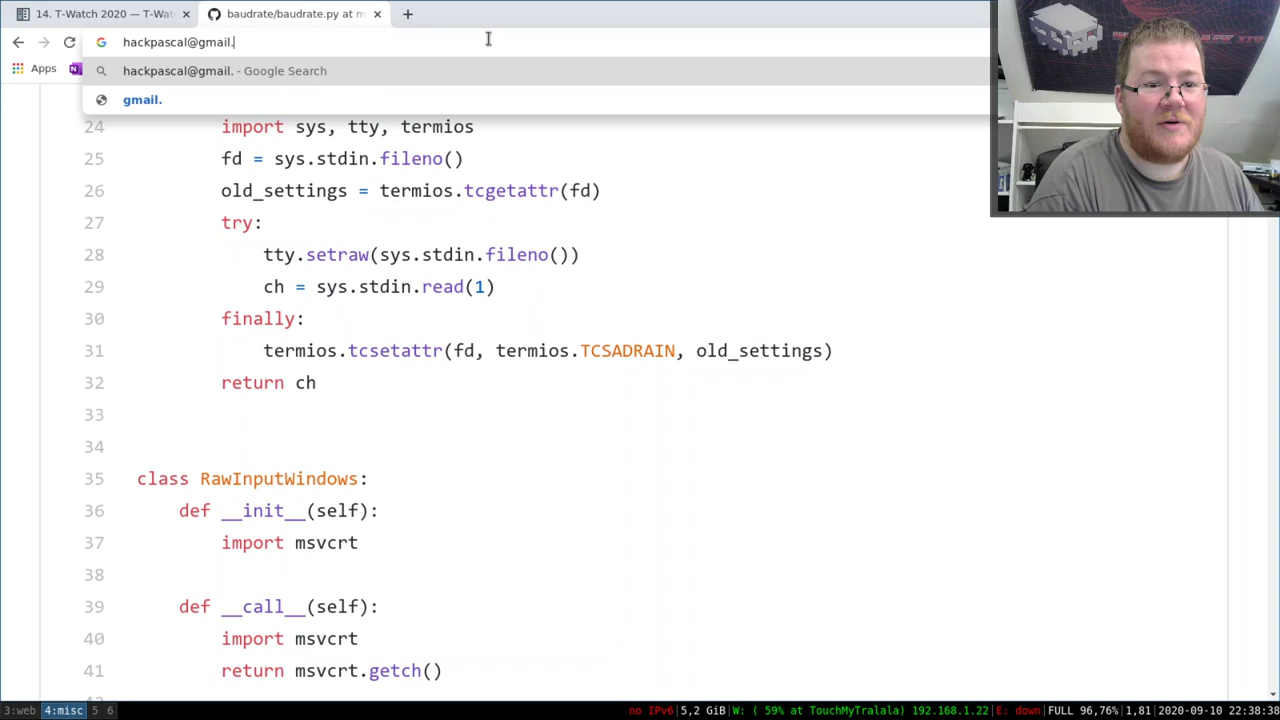 14. T-Watch 2020 — T-Wat
baudrate/baudrate.py at m
hackpascal@gmail.
Apps
hackpascal@gmail. - Google Search
gmail.
24 import sys, tty, termios
25 fd = sys.stdin.fileno()
26 old_settings = termios.tcgetattr(fd)
27 try:
28 tty.setraw(sys.stdin.fileno())
29 ch = sys.stdin.read(1)
30 finally:
31 termios.tcsetattr(fd, termios.TCSADRAIN, old_settings)
32 return ch
33
34
35 class RawInputWindows:
36 def __init__(self):
37 import msvcrt
38
39 def __call__(self):
40 import msvcrt
41 return msvcrt.getch()
3:web 4:misc 5 6 no IPv6|5,2 GiB|W: ( 59% at TouchMyTralala) 192.168.1.22|E: down|FULL 96,76%|1,81|2020-09-10 22:38:38